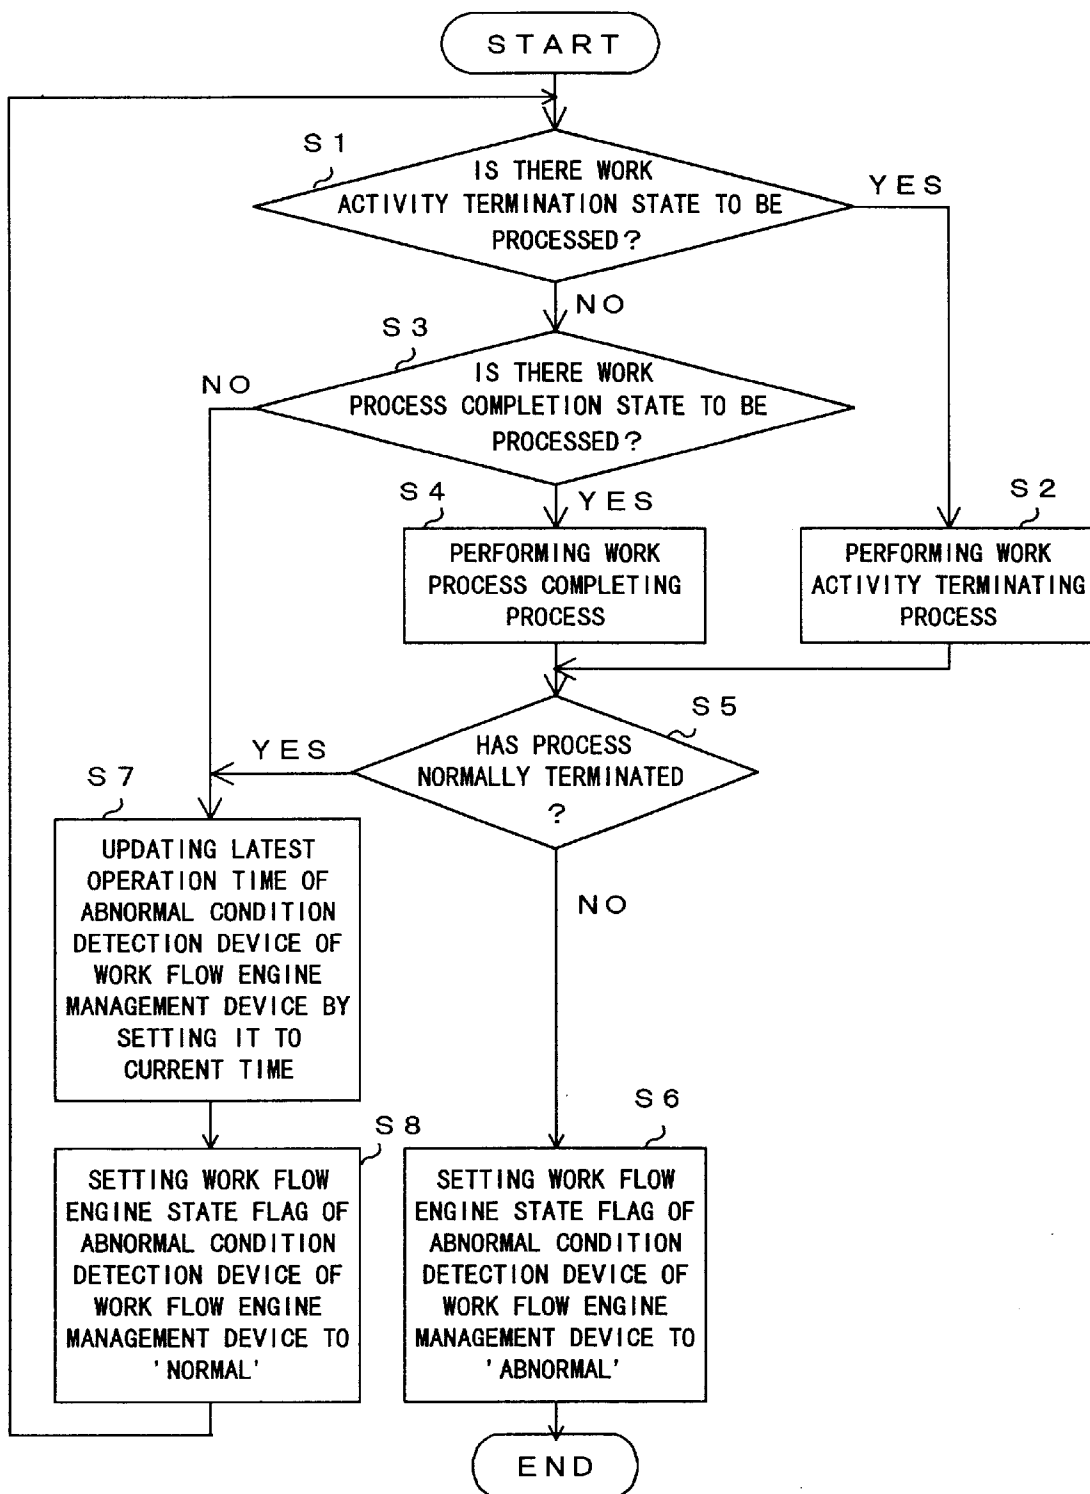 START
S1
IS THERE WORK
ACTIVITY TERMINATION STATE TO BE
PROCESSED?
YES
NO
S3
IS THERE WORK
PROCESS COMPLETION STATE TO BE
PROCESSED?
NO
YES
S4
PERFORMING WORK
PROCESS COMPLETING
PROCESS
S2
PERFORMING WORK
ACTIVITY TERMINATING
PROCESS
S5
HAS PROCESS
NORMALLY TERMINATED
?
YES
NO
S7
UPDATING LATEST
OPERATION TIME OF
ABNORMAL CONDITION
DETECTION DEVICE OF
WORK FLOW ENGINE
MANAGEMENT DEVICE BY
SETTING IT TO
CURRENT TIME
S8
SETTING WORK FLOW
ENGINE STATE FLAG OF
ABNORMAL CONDITION
DETECTION DEVICE OF
WORK FLOW ENGINE
MANAGEMENT DEVICE TO
'NORMAL'
S6
SETTING WORK FLOW
ENGINE STATE FLAG OF
ABNORMAL CONDITION
DETECTION DEVICE OF
WORK FLOW ENGINE
MANAGEMENT DEVICE TO
'ABNORMAL'
END